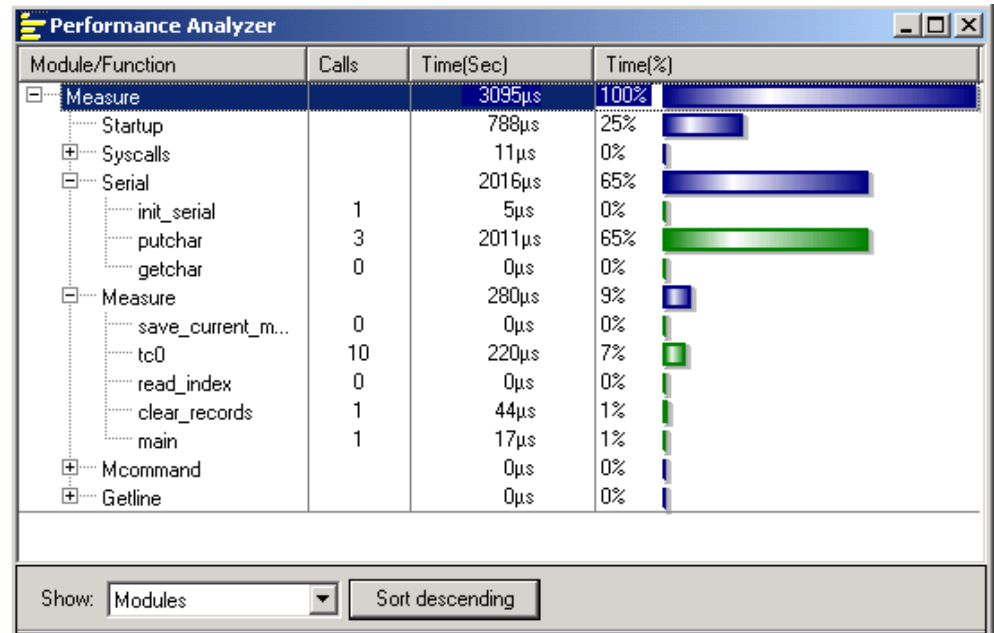 Performance Analyzer
Module/Function Calls Time(Sec) Time(%)
Measure 3095µs 100%
Startup 788µs 25%
Syscalls 11µs 0%
Serial 2016µs 65%
init_serial 1 5µs 0%
putchar 3 2011µs 65%
getchar 0 0µs 0%
Measure 280µs 9%
save_current_m... 0 0µs 0%
tc0 10 220µs 7%
read_index 0 0µs 0%
clear_records 1 44µs 1%
main 1 17µs 1%
Mcommand 0µs 0%
Getline 0µs 0%
Show: Modules Sort descending